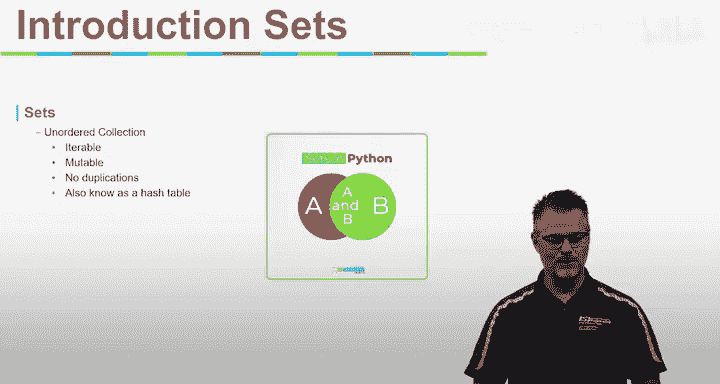 Introduction Sets
Sets
– Unordered Collection
• Iterable
• Mutable
• No duplications
• Also know as a hash table
Python
A
A
and
B
B